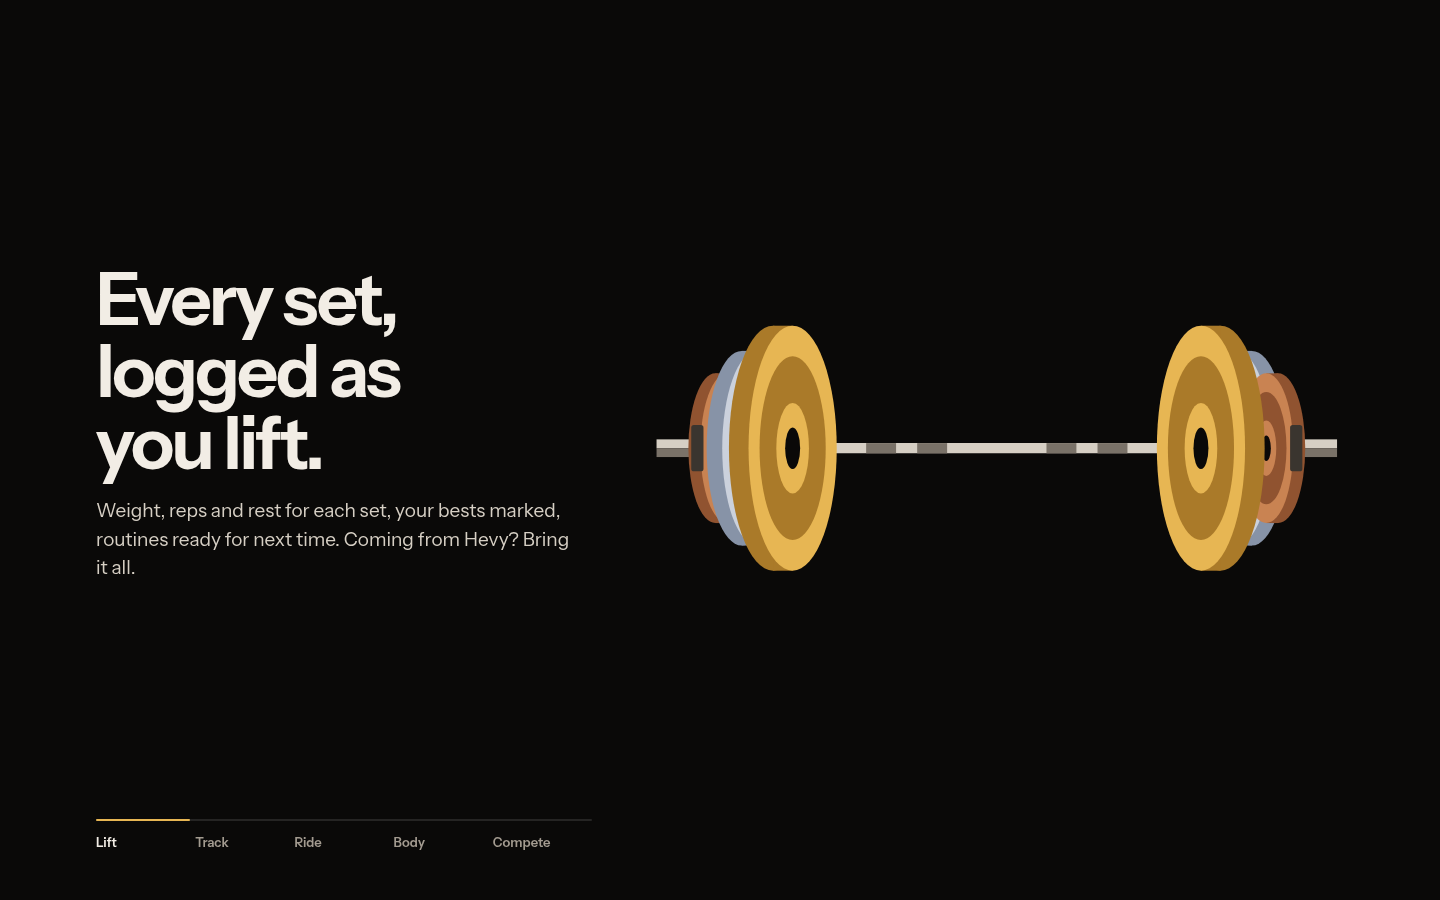 Every set,
logged as
you lift.
Weight, reps and rest for each set, your bests marked,
routines ready for next time. Coming from Hevy? Bring
it all.
Lift
Track
Ride
Body
Compete